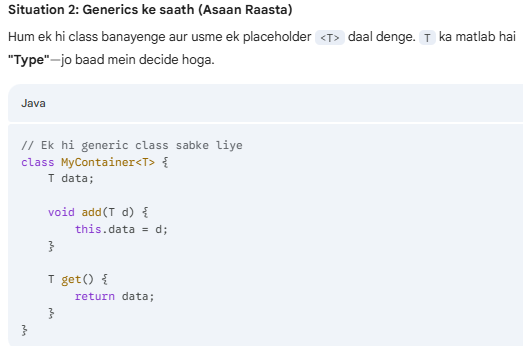 Situation 2: Generics ke saath (Asaan Raasta)
Hum ek hi class banayenge aur usme ek placeholder <T> daal denge. T ka matlab hai
"Type"—jo baad mein decide hoga.
Java
// Ek hi generic class sabke liye
class MyContainer<T> {
    T data;

    void add(T d) {
        this.data = d;
    }

    T get() {
        return data;
    }
}